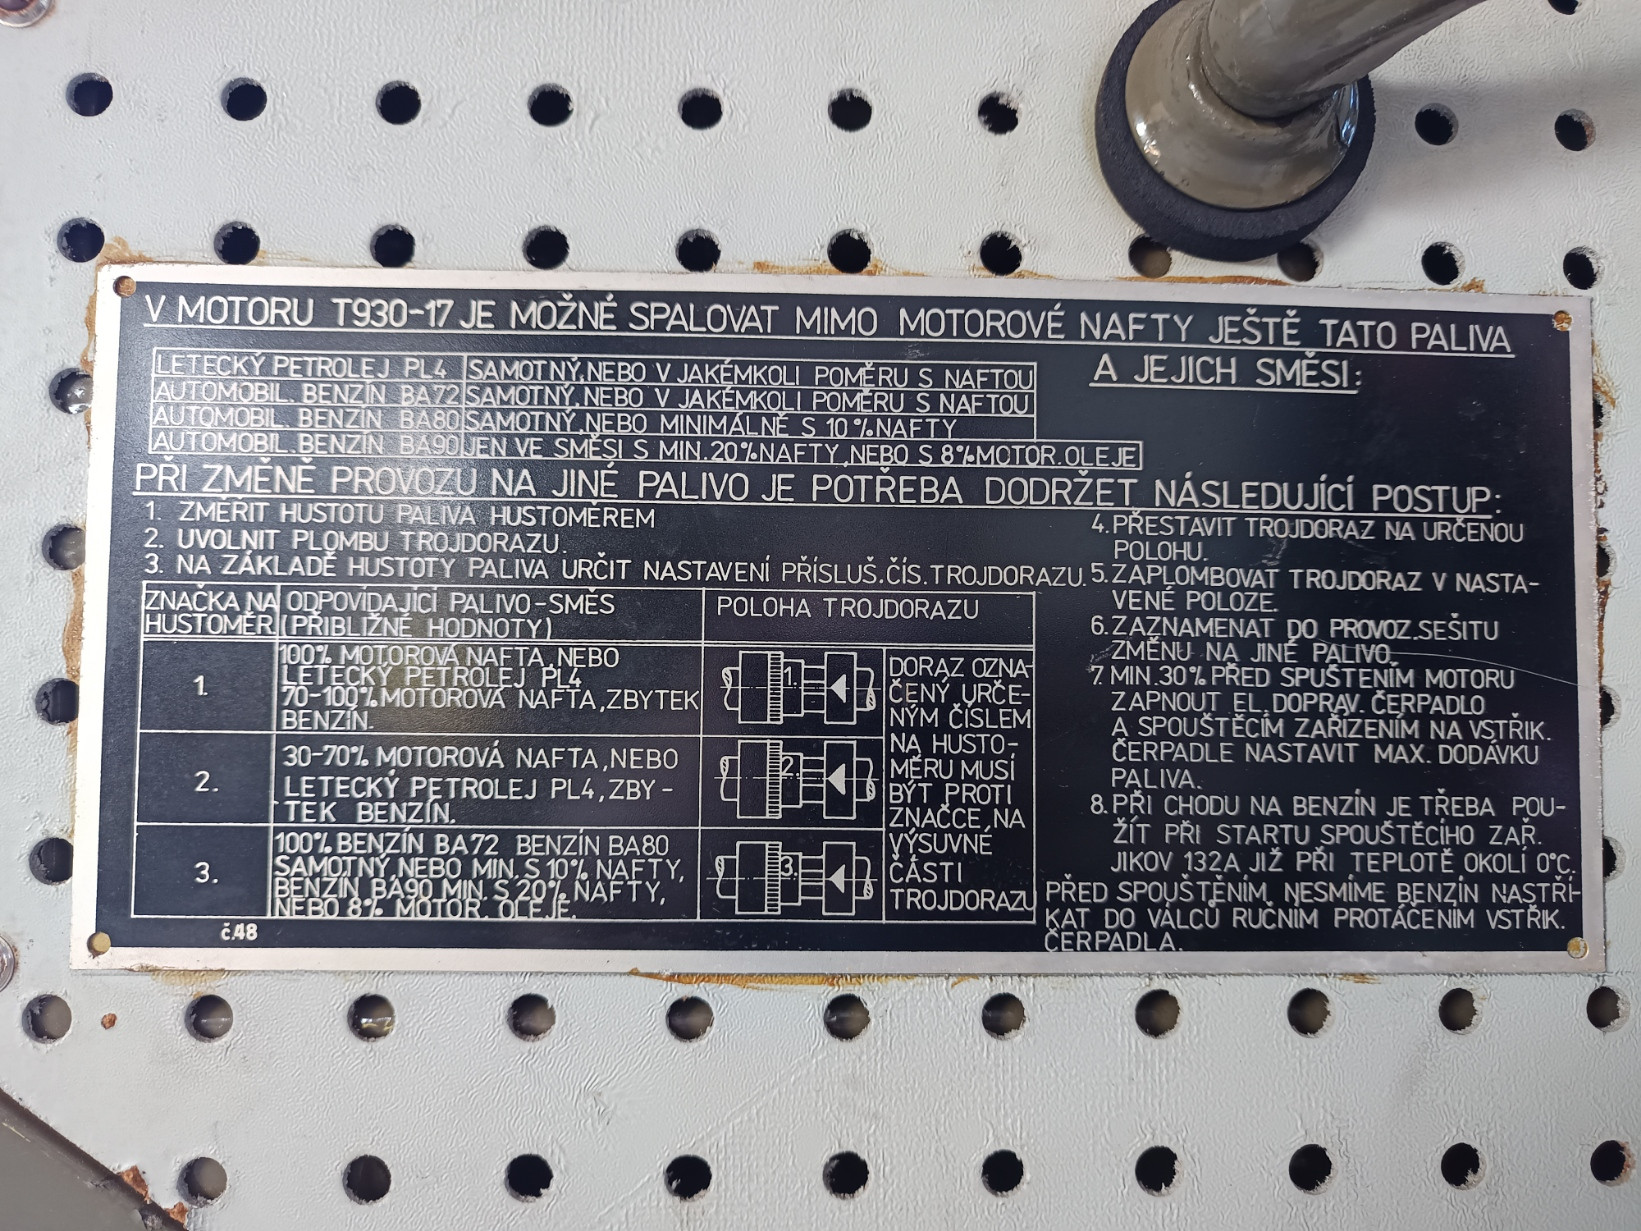 V MOTORU T930-17 JE MOŽNÉ SPALOVAT MIMO MOTOROVÉ NAFTY JEŠTĚ TATO PALIVA
A JEJICH SMĚSI:
LETECKÝ PETROLEJ PL4 SAMOTNÝ,NEBO V JAKÉMKOLI POMĚRU S NAFTOU
AUTOMOBIL. BENZÍN BA72 SAMOTNÝ,NEBO V JAKÉMKOLI POMĚRU S NAFTOU
AUTOMOBIL. BENZÍN BA80 SAMOTNÝ,NEBO MINIMÁLNĚ S 10%NAFTY
AUTOMOBIL. BENZÍN BA90 JEN VE SMĚSI S MIN.20%NAFTY,NEBO S 8%MOTOR.OLEJE
PŘI ZMĚNĚ PROVOZU NA JINÉ PALIVO JE POTŘEBA DODRŽET NÁSLEDUJÍCÍ POSTUP:
1. ZMĚŘIT HUSTOTU PALIVA HUSTOMĚREM
2. UVOLNIT PLOMBU TROJDORAZU.
3. NA ZÁKLADĚ HUSTOTY PALIVA URČIT NASTAVENÍ PŘÍSLUŠ.ČÍS.TROJDORAZU.
ZNAČKA NA
HUSTOMĚR
ODPOVÍDAJÍCÍ PALIVO-SMĚS
(PŘIBLIŽNÉ HODNOTY)
POLOHA TROJDORAZU
1.
100% MOTOROVÁ NAFTA,NEBO
LETECKÝ PETROLEJ PL4
70-100% MOTOROVÁ NAFTA,ZBYTEK
BENZÍN.
1.
2.
30-70% MOTOROVÁ NAFTA,NEBO
LETECKÝ PETROLEJ PL4,ZBY-
TEK BENZÍN.
2.
3.
100% BENZÍN BA72 BENZÍN BA80
SAMOTNÝ,NEBO MIN. S 10% NAFTY,
BENZÍN BA90 MIN. S 20% NAFTY,
NEBO 8% MOTOR. OLEJE.
3.
DORAZ OZNA-
ČENÝ URČE-
NÝM ČÍSLEM
NA HUSTO-
MĚRU MUSÍ
BÝT PROTI
ZNAČCE,NA
VÝSUVNÉ
ČÁSTI
TROJDORAZU
4.PŘESTAVIT TROJDORAZ NA URČENOU
POLOHU.
5.ZAPLOMBOVAT TROJDORAZ V NASTA-
VENÉ POLOZE.
6.ZAZNAMENAT DO PROVOZ.SEŠITU
ZMĚNU NA JINÉ PALIVO.
7.MIN.30% PŘED SPUŠTENÍM MOTORU
ZAPNOUT EL.DOPRAV. ČERPADLO
A SPOUŠTĚCÍM ZAŘÍZENÍM NA VSTŘIK.
ČERPADLE NASTAVIT MAX. DODÁVKU
PALIVA.
8.PŘI CHODU NA BENZÍN JE TŘEBA POU-
ŽÍT PŘI STARTU SPOUŠTĚCÍHO ZAŘ.
JIKOV 132A JIŽ PŘI TEPLOTĚ OKOLÍ 0°C.
PŘED SPOUŠTĚNÍM, NESMÍME BENZÍN NASTŘÍ-
KAT DO VÁLCŮ RUČNÍM PROTÁČENÍM VSTŘIK.
ČERPADLA.
č.48